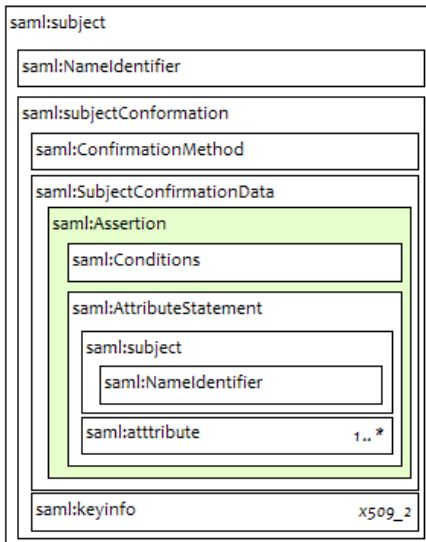 saml:subject
saml:NameIdentifier
saml:subjectConformation
saml:ConfirmationMethod
saml:SubjectConfirmationData
saml:Assertion
saml:Conditions
saml:AttributeStatement
saml:subject
saml:NameIdentifier
saml:atttribute 1..*
saml:keyinfo x509_2